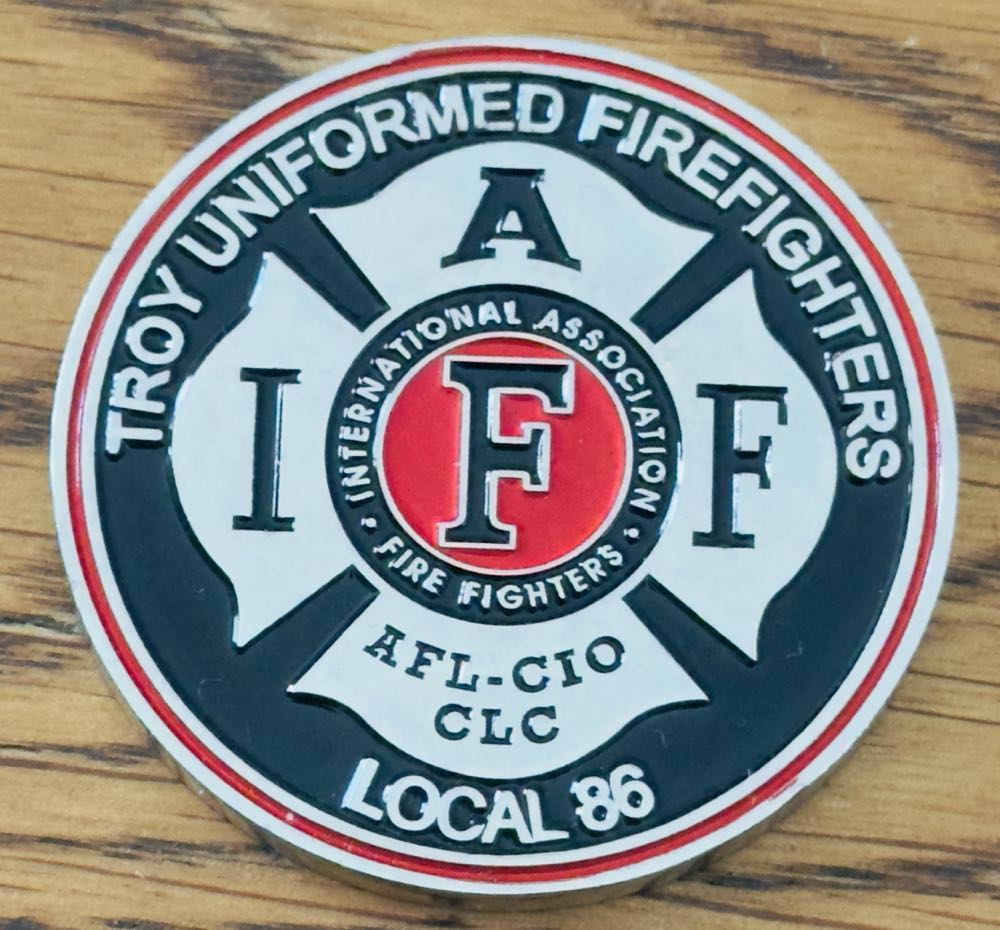 TROY UNIFORMED FIREFIGHTERS
A
I F F
INTERNATIONAL ASSOCIATION
• FIRE FIGHTERS •
AFL-CIO
CLC
LOCAL 86